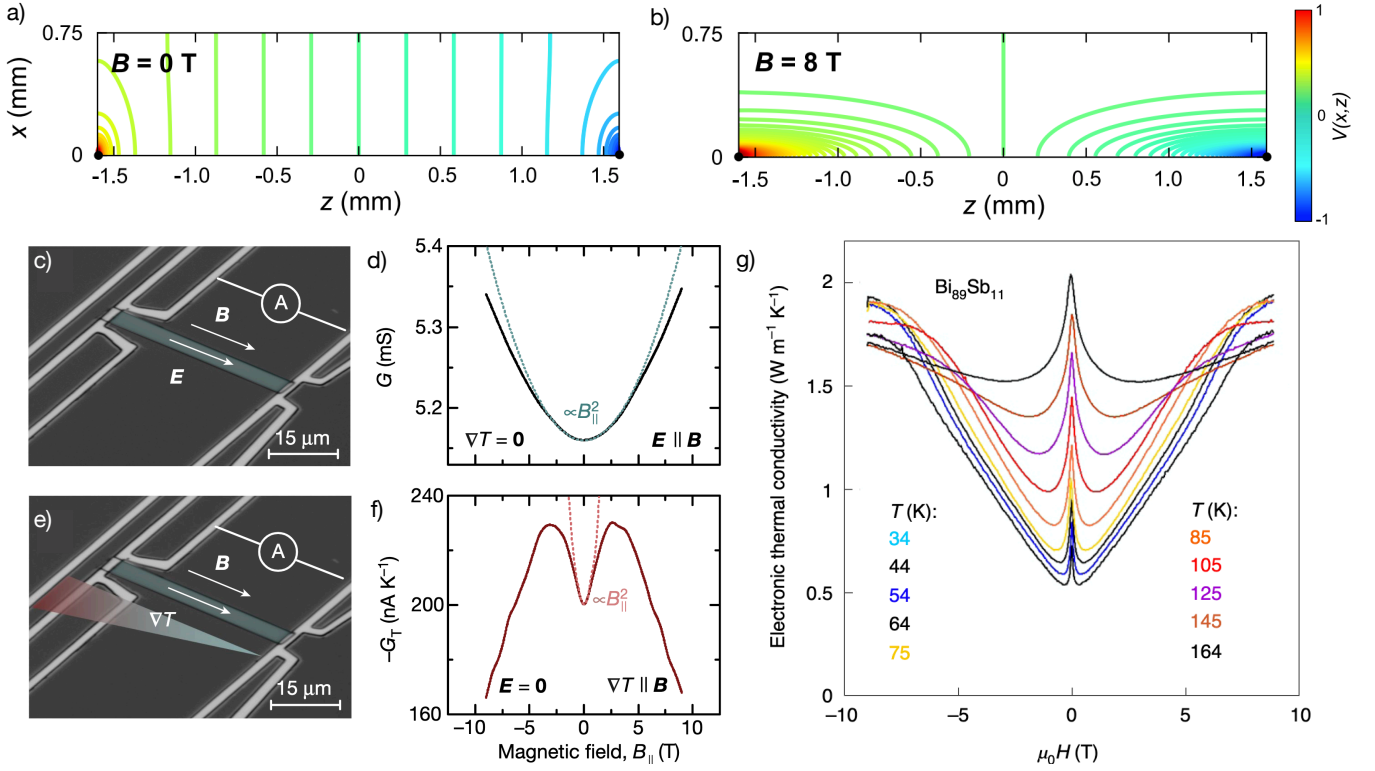 a)
B = 0 T
0.75
0
x (mm)
-1.5
-1.0
-0.5
0
0.5
1.0
1.5
z (mm)
b)
B = 8 T
0.75
0
-1.5
-1.0
-0.5
0
0.5
1.0
1.5
z (mm)
1
0
-1
V(x,z)
c)
A
B
E
15 μm
d)
5.4
5.3
5.2
G (mS)
∝B∥²
∇T = 0
E ∥ B
e)
A
B
∇T
15 μm
f)
240
200
160
–G_T (nA K⁻¹)
∝B∥²
E = 0
∇T ∥ B
−10
−5
0
5
10
Magnetic field, B∥ (T)
g)
Bi₈₉Sb₁₁
Electronic thermal conductivity (W m⁻¹ K⁻¹)
2
1.5
1
0.5
0
T (K):
34
44
54
64
75
T (K):
85
105
125
145
164
−10
−5
0
5
10
μ₀H (T)